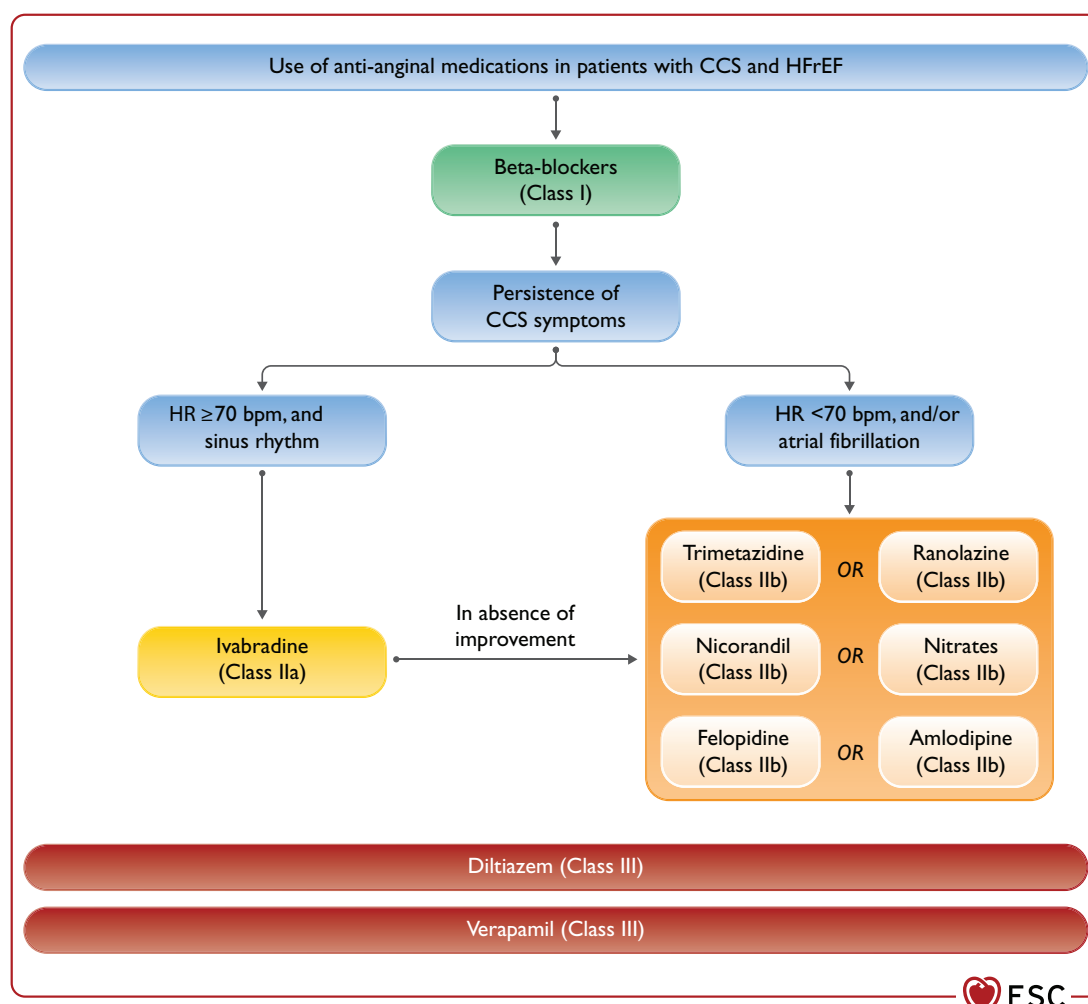 Use of anti-anginal medications in patients with CCS and HFrEF
Beta-blockers
(Class I)
Persistence of
CCS symptoms
HR ≥70 bpm, and
sinus rhythm
HR <70 bpm, and/or
atrial fibrillation
Trimetazidine
(Class IIb)
OR
Ranolazine
(Class IIb)
In absence of
improvement
Ivabradine
(Class IIa)
Nicorandil
(Class IIb)
OR
Nitrates
(Class IIb)
Felopidine
(Class IIb)
OR
Amlodipine
(Class IIb)
Diltiazem (Class III)
Verapamil (Class III)
ESC